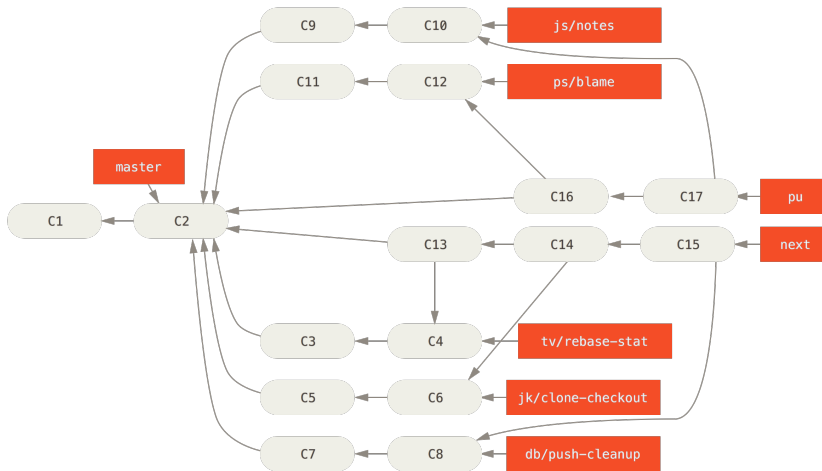 C9
C10
js/notes
C11
C12
ps/blame
master
C16
C17
pu
C1
C2
C13
C14
C15
next
C3
C4
tv/rebase-stat
C5
C6
jk/clone-checkout
C7
C8
db/push-cleanup